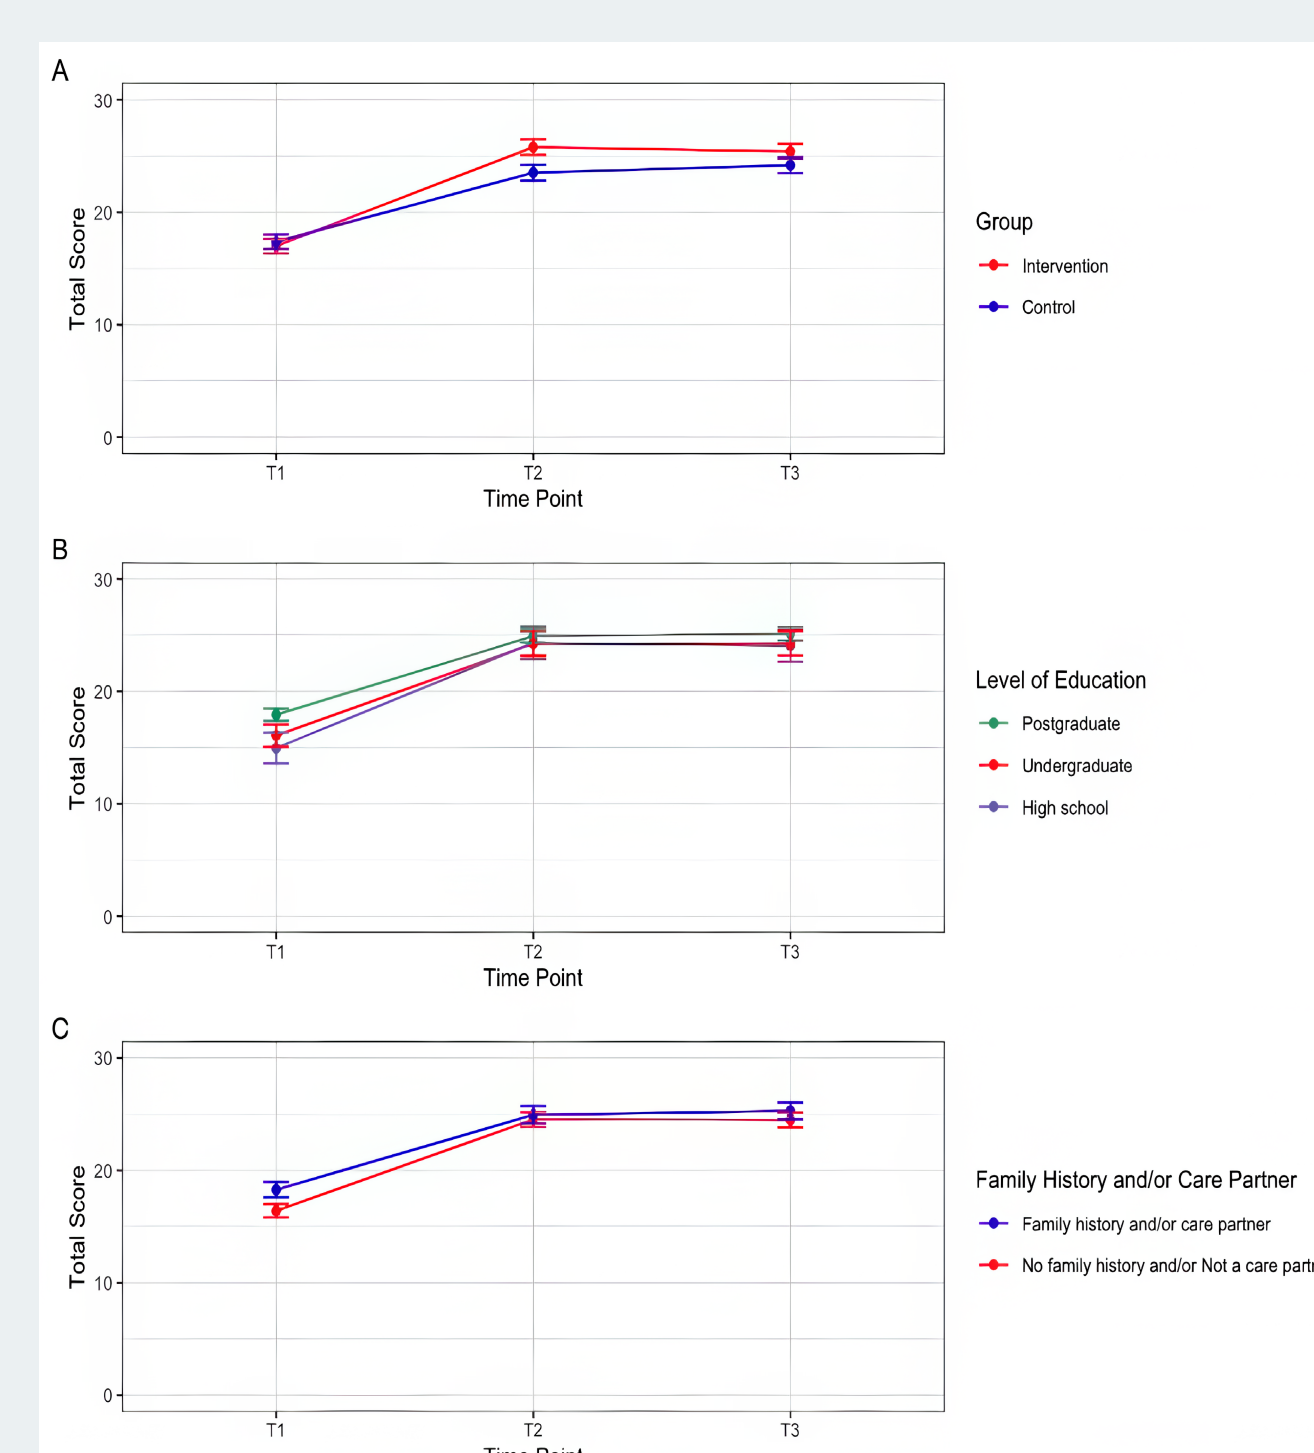 A
30
20
10
0
Total Score
T1 T2 T3
Time Point
Group
Intervention
Control
B
30
20
10
0
Total Score
T1 T2 T3
Time Point
Level of Education
Postgraduate
Undergraduate
High school
C
30
20
10
0
Total Score
T1 T2 T3
Time Point
Family History and/or Care Partner
Family history and/or care partner
No family history and/or Not a care